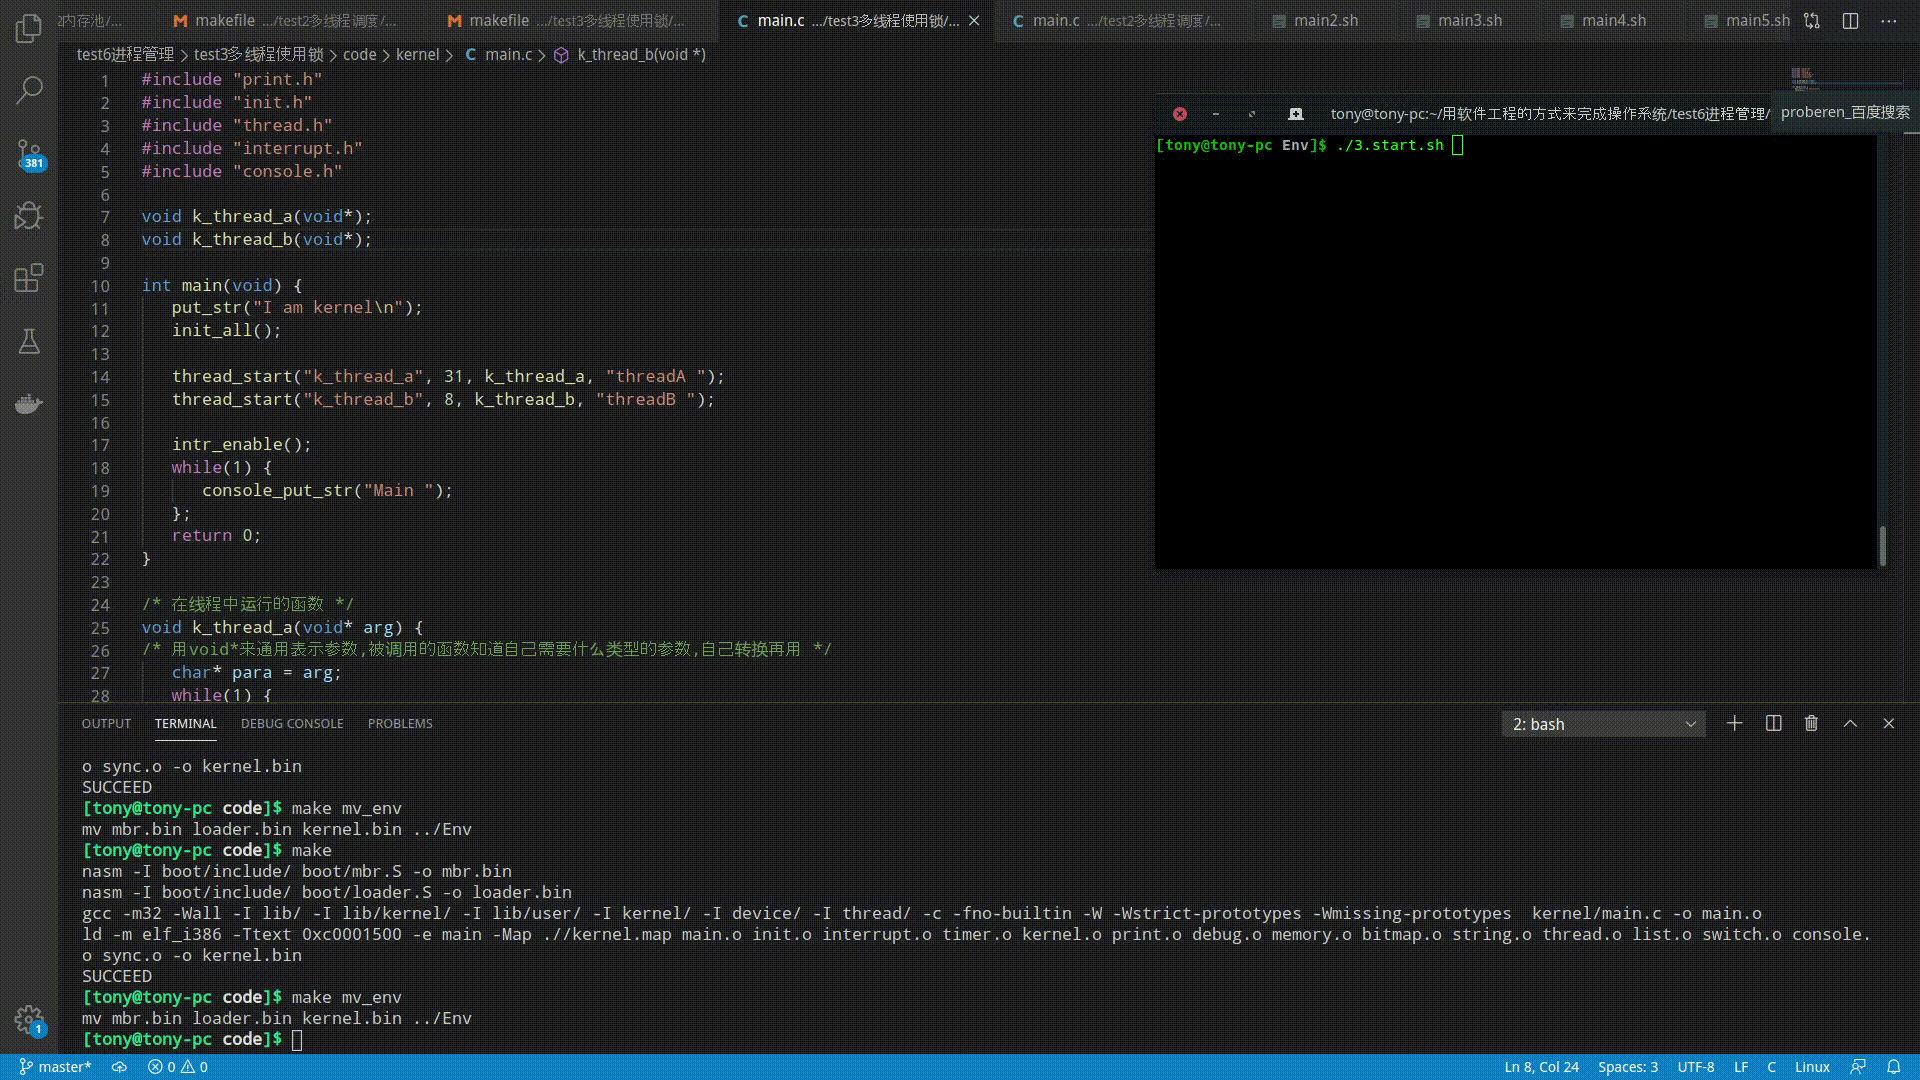 2内存池/... makefile .../test2多线程调度/... makefile .../test3多线程使用锁/... main.c .../test3多线程使用锁/... main.c .../test2多线程调度/... main2.sh main3.sh main4.sh main5.sh
test6进程管理 > test3多线程使用锁 > code > kernel > C main.c > k_thread_b(void *)
1 #include "print.h"
2 #include "init.h"
3 #include "thread.h"
4 #include "interrupt.h"
5 #include "console.h"
6
7 void k_thread_a(void*);
8 void k_thread_b(void*);
9
10 int main(void) {
11 put_str("I am kernel\n");
12 init_all();
13
14 thread_start("k_thread_a", 31, k_thread_a, "threadA ");
15 thread_start("k_thread_b", 8, k_thread_b, "threadB ");
16
17 intr_enable();
18 while(1) {
19 console_put_str("Main ");
20 };
21 return 0;
22 }
23
24 /* 在线程中运行的函数 */
25 void k_thread_a(void* arg) {
26 /* 用void*来通用表示参数,被调用的函数知道自己需要什么类型的参数,自己转换再用 */
27 char* para = arg;
28 while(1) {
tony@tony-pc:~/用软件工程的方式来完成操作系统/test6进程管理/
proberen_百度搜索
[tony@tony-pc Env]$ ./3.start.sh
381
OUTPUT TERMINAL DEBUG CONSOLE PROBLEMS 2: bash
o sync.o -o kernel.bin
SUCCEED
[tony@tony-pc code]$ make mv_env
mv mbr.bin loader.bin kernel.bin ../Env
[tony@tony-pc code]$ make
nasm -I boot/include/ boot/mbr.S -o mbr.bin
nasm -I boot/include/ boot/loader.S -o loader.bin
gcc -m32 -Wall -I lib/ -I lib/kernel/ -I lib/user/ -I kernel/ -I device/ -I thread/ -c -fno-builtin -W -Wstrict-prototypes -Wmissing-prototypes  kernel/main.c -o main.o
ld -m elf_i386 -Ttext 0xc0001500 -e main -Map .//kernel.map main.o init.o interrupt.o timer.o kernel.o print.o debug.o memory.o bitmap.o string.o thread.o list.o switch.o console.
o sync.o -o kernel.bin
SUCCEED
[tony@tony-pc code]$ make mv_env
mv mbr.bin loader.bin kernel.bin ../Env
[tony@tony-pc code]$
1
master* 0 0 Ln 8, Col 24 Spaces: 3 UTF-8 LF C Linux